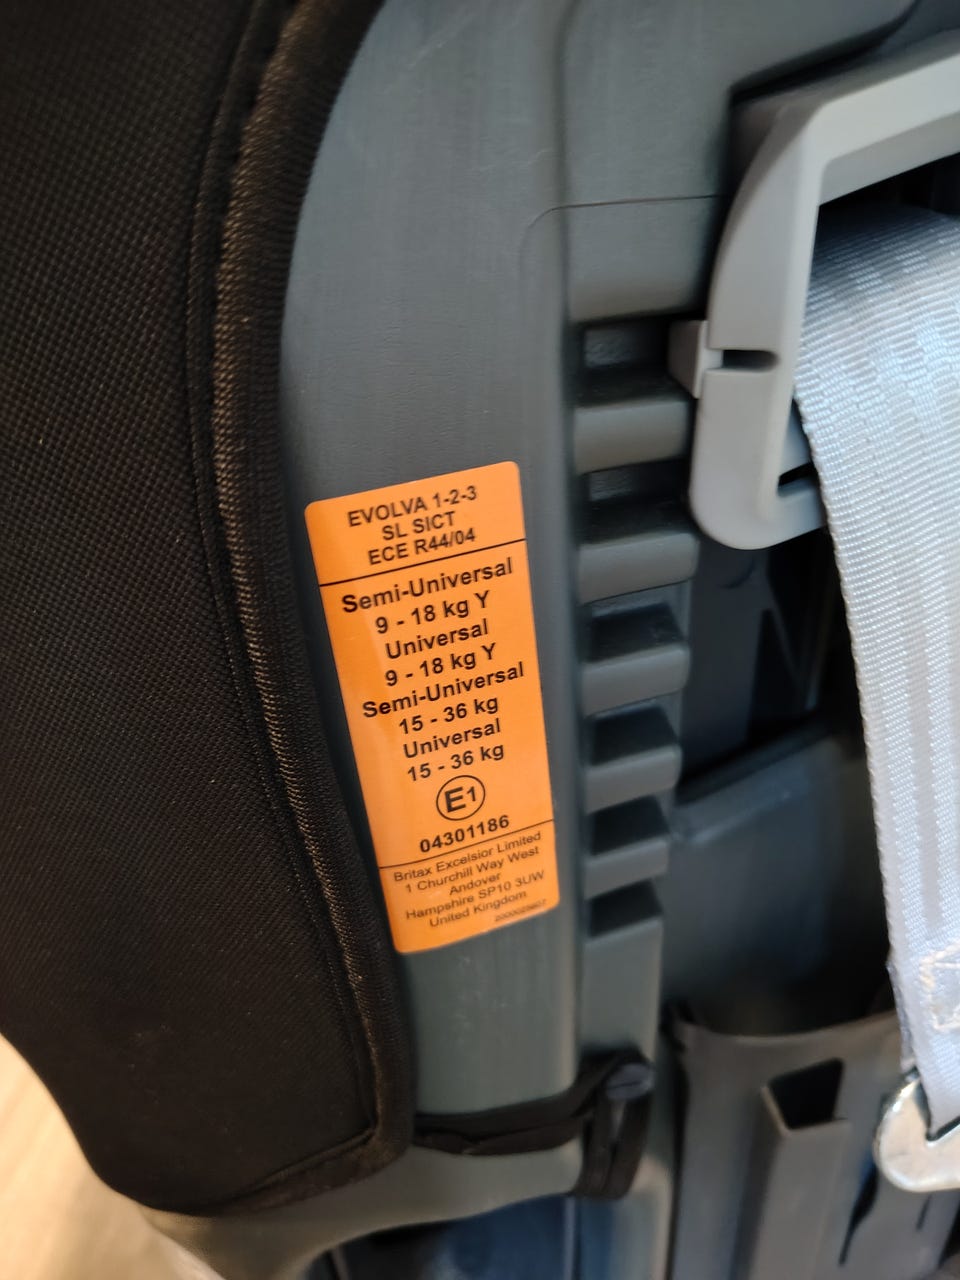 EVOLVA 1-2-3
SL SICT
ECE R44/04
Semi-Universal
9 - 18 kg Y
Universal
9 - 18 kg Y
Semi-Universal
15 - 36 kg
Universal
15 - 36 kg
E1
04301186
Britax Excelsior Limited
1 Churchill Way West
Andover
Hampshire SP10 3UW
United Kingdom